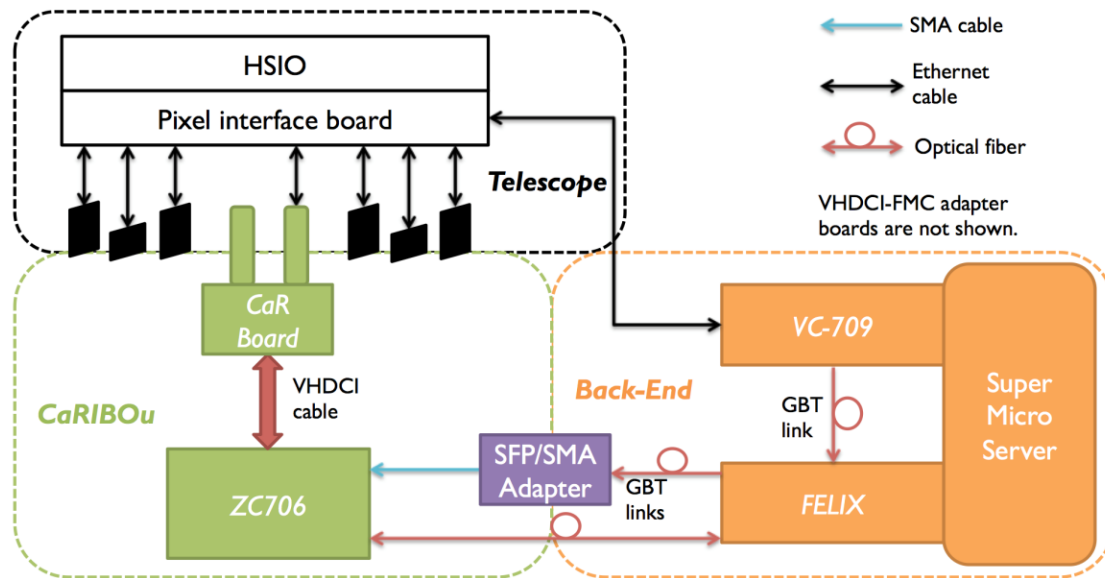 HSIO
Pixel interface board
Telescope
SMA cable
Ethernet
cable
Optical fiber
VHDCI-FMC adapter
boards are not shown.
CaR
Board
VHDCI
cable
CaRIBOu
ZC706
SFP/SMA
Adapter
Back-End
VC-709
GBT
link
GBT
links
FELIX
Super
Micro
Server